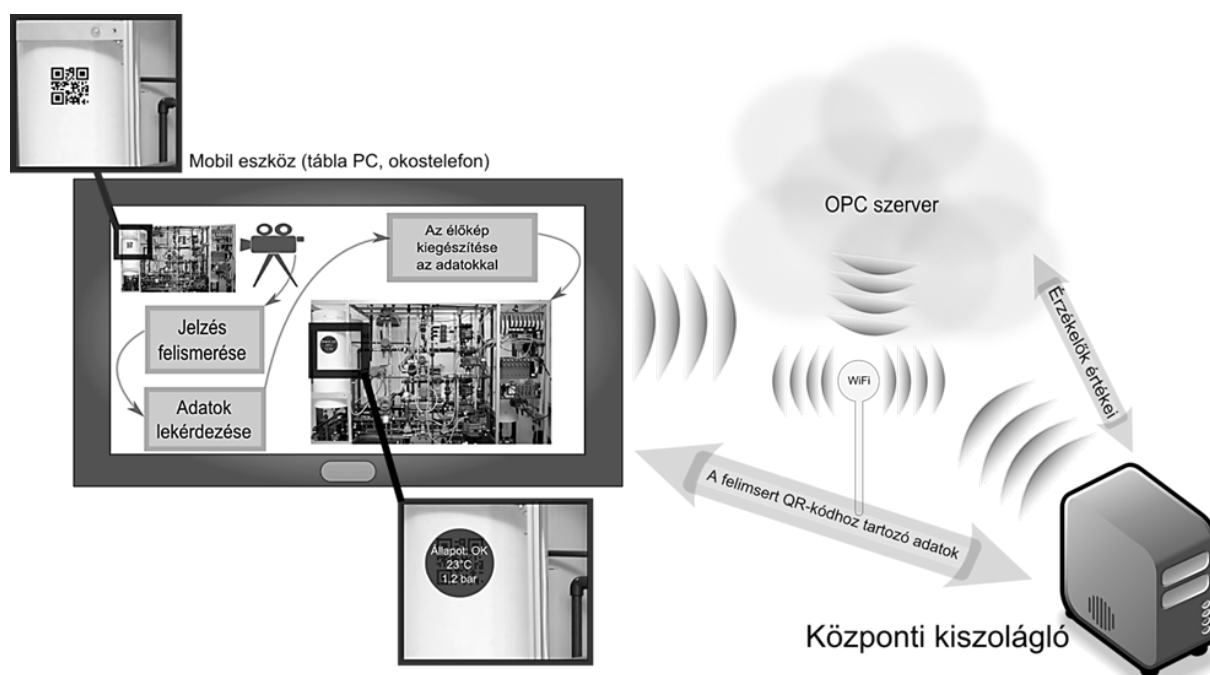 Mobil eszköz (tábla PC, okostelefon)
Az élőkép
kiegészítése
az adatokkal
Jelzés
felismerése
Adatok
lekérdezése
Állapot: OK
23°C
1,2 bar
OPC szerver
WiFi
Érzékelők értékei
A felimsert QR-kódhoz tartozó adatok
Központi kiszolágló